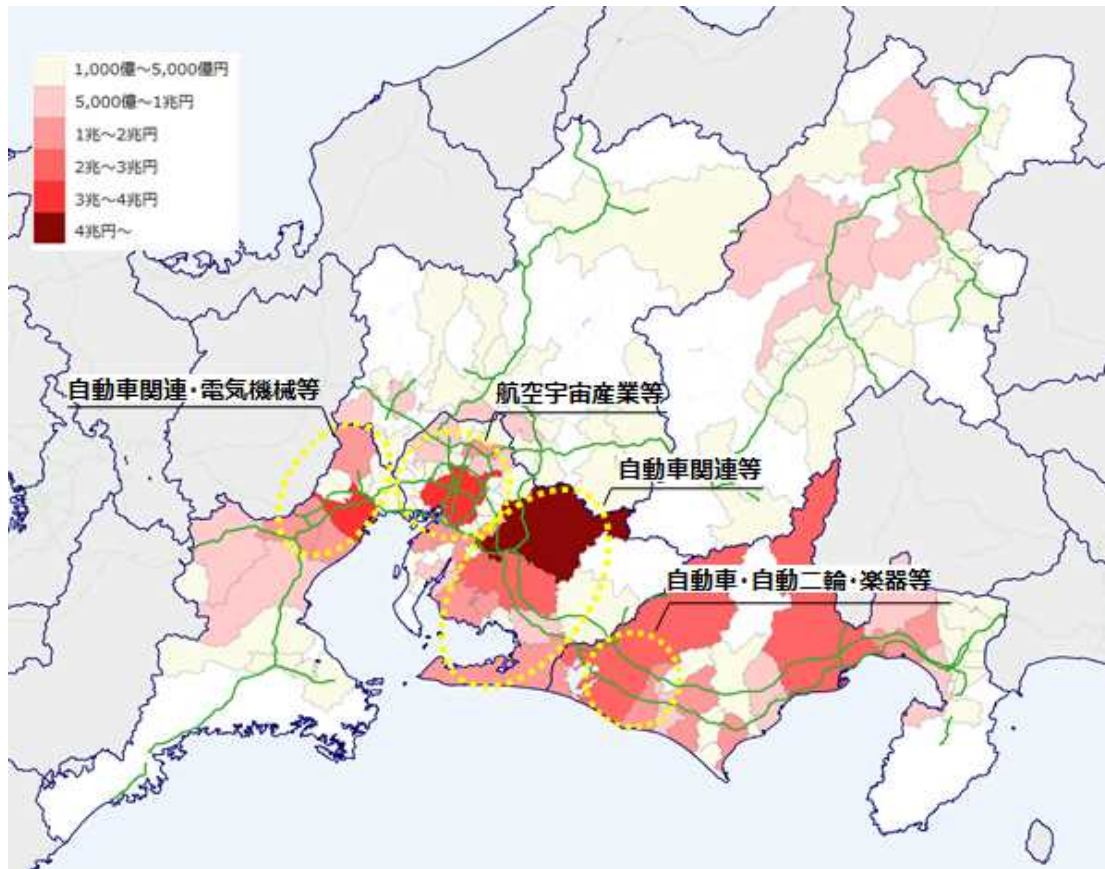 1,000億～5,000億円
5,000億～1兆円
1兆～2兆円
2兆～3兆円
3兆～4兆円
4兆円～
自動車関連・電気機械等
航空宇宙産業等
自動車関連等
自動車・自動二輪・楽器等